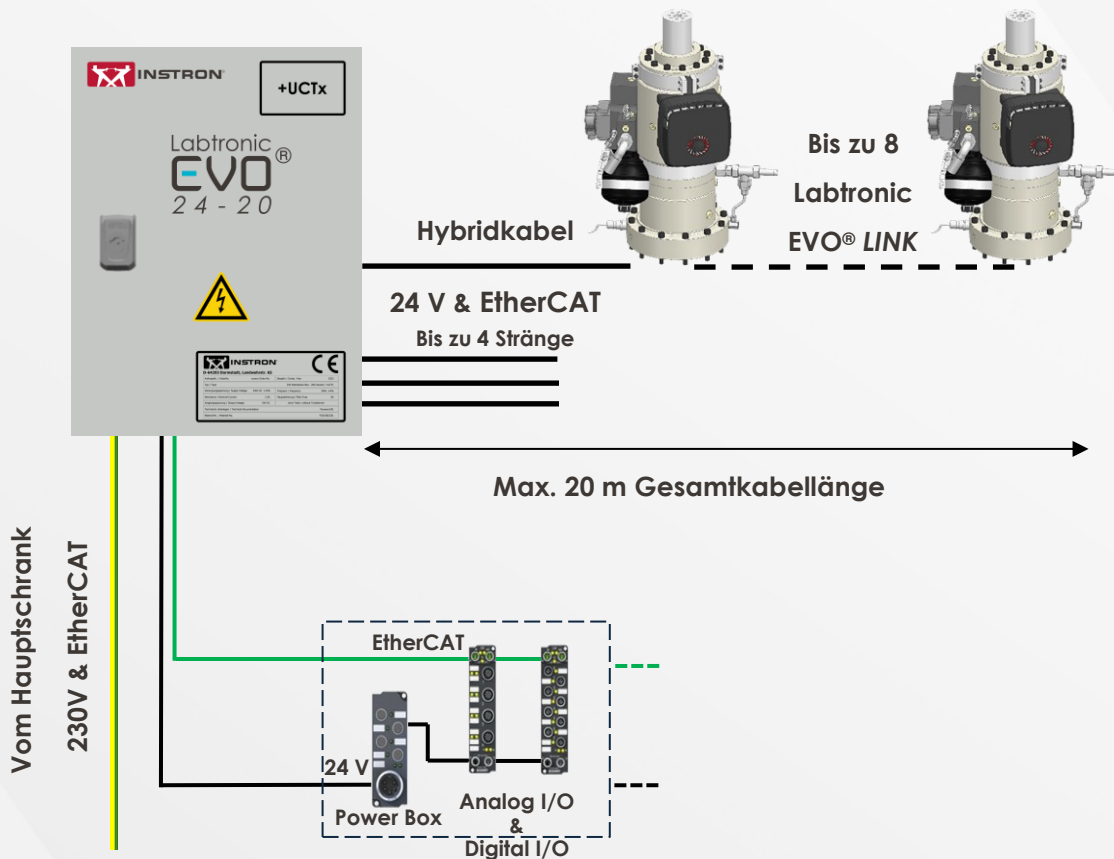 INSTRON
+UCTx
Labtronic
EVO®
24-20
INSTRON
CE
Hybridkabel
24 V & EtherCAT
Bis zu 4 Stränge
Bis zu 8
Labtronic
EVO® LINK
Max. 20 m Gesamtkabellänge
Vom Hauptschrank
230V & EtherCAT
EtherCAT
24 V
Power Box
Analog I/O
&
Digital I/O